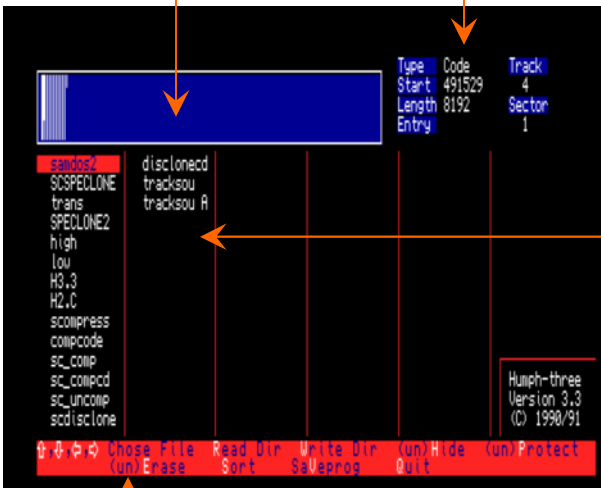 Type Code Track
Start 491529 4
Length 8192 Sector
Entry 1
samdos2 disclonecd
SCSPECLONE tracksou
trans tracksou A
SPECLONE2
high
low
H3.3
H2.C
scompress
compcode
sc_comp
sc_compcd
sc_uncomp
scdisclone
Humph-three
Version 3.3
(C) 1990/91
⇧,⇩,⇦,⇨ Chose File Read Dir Write Dir (un)Hide (un)Protect
(un)Erase Sort SaVeprog Quit